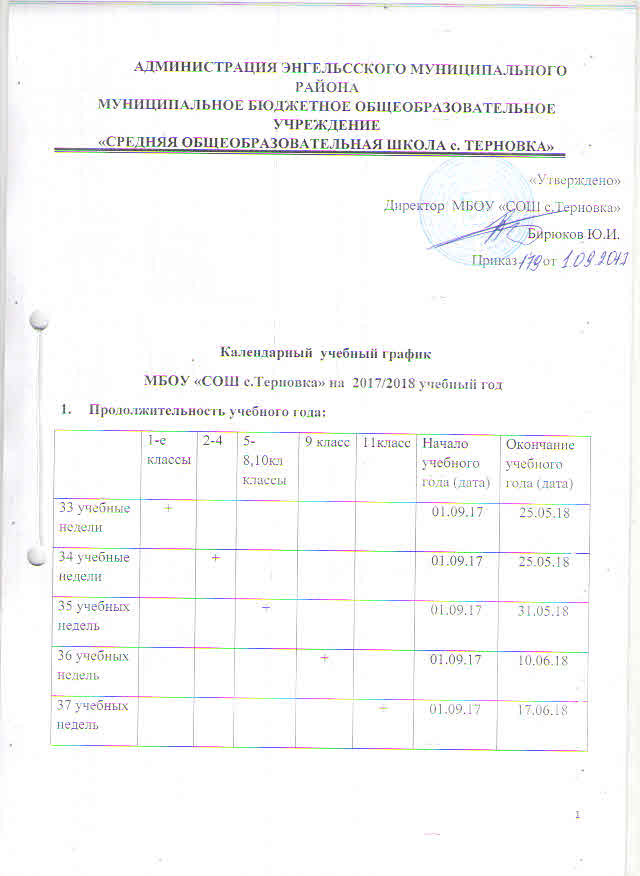 АДМИНИСТРАЦИЯ ЭНГЕЛЬССКОГО МУНИЦИПАЛЬНОГО
РАЙОНА
МУНИЦИПАЛЬНОЕ БЮДЖЕТНОЕ ОБЩЕОБРАЗОВАТЕЛЬНОЕ
УЧРЕЖДЕНИЕ
«СРЕДНЯЯ ОБЩЕОБРАЗОВАТЕЛЬНАЯ ШКОЛА с. ТЕРНОВКА»
«Утверждено»
Директор МБОУ «СОШ с.Терновка»
Бирюков Ю.И.
Приказ 179 от 1.09.2017
Календарный учебный график
МБОУ «СОШ с.Терновка» на 2017/2018 учебный год
1. Продолжительность учебного года:
1-е классы 2-4 5-8,10кл классы 9 класс 11класс Начало учебного года (дата) Окончание учебного года (дата)
33 учебные недели + 01.09.17 25.05.18
34 учебные недели + 01.09.17 25.05.18
35 учебных недель + 01.09.17 31.05.18
36 учебных недель + 01.09.17 10.06.18
37 учебных недель + 01.09.17 17.06.18
1